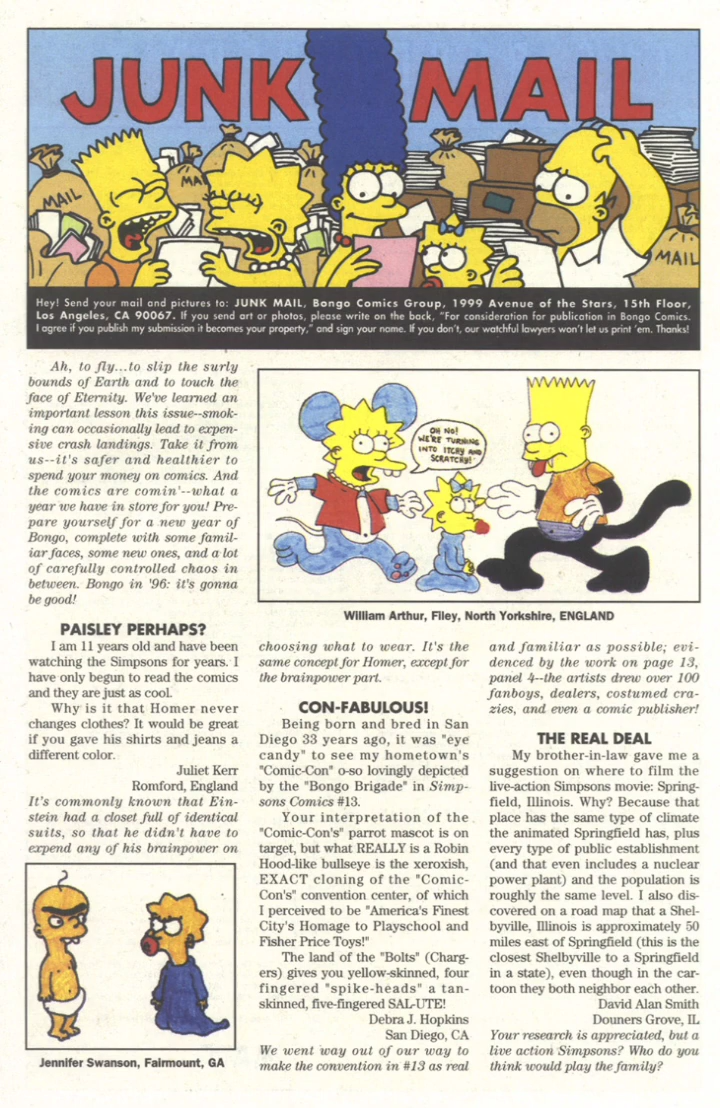 JUNK MAIL
MAIL
MA
MAIL
Hey! Send your mail and pictures to: JUNK MAIL, Bongo Comics Group, 1999 Avenue of the Stars, 15th Floor,
Los Angeles, CA 90067. If you send art or photos, please write on the back, "For consideration for publication in Bongo Comics.
I agree if you publish my submission it becomes your property," and sign your name. If you don't, our watchful lawyers won't let us print 'em. Thanks!
Ah, to fly...to slip the surly
bounds of Earth and to touch the
face of Eternity. We've learned an
important lesson this issue--smok-
ing can occasionally lead to expen-
sive crash landings. Take it from
us--it's safer and healthier to
spend your money on comics. And
the comics are comin'--what a
year we have in store for you! Pre-
pare yourself for a new year of
Bongo, complete with some famil-
iar faces, some new ones, and a lot
of carefully controlled chaos in
between. Bongo in '96: it's gonna
be good!
OH NO!
WE'RE TURNING
INTO ITCHY AND
SCRATCHY!
William Arthur, Filey, North Yorkshire, ENGLAND
PAISLEY PERHAPS?
I am 11 years old and have been
watching the Simpsons for years. I
have only begun to read the comics
and they are just as cool.
Why is it that Homer never
changes clothes? It would be great
if you gave his shirts and jeans a
different color.
Juliet Kerr
Romford, England
It's commonly known that Ein-
stein had a closet full of identical
suits, so that he didn't have to
expend any of his brainpower on
Jennifer Swanson, Fairmount, GA
choosing what to wear. It's the
same concept for Homer, except for
the brainpower part.
CON-FABULOUS!
Being born and bred in San
Diego 33 years ago, it was "eye
candy" to see my hometown's
"Comic-Con" o-so lovingly depicted
by the "Bongo Brigade" in Simp-
sons Comics #13.
Your interpretation of the
"Comic-Con's" parrot mascot is on
target, but what REALLY is a Robin
Hood-like bullseye is the xeroxish,
EXACT cloning of the "Comic-
Con's" convention center, of which
I perceived to be "America's Finest
City's Homage to Playschool and
Fisher Price Toys!"
The land of the "Bolts" (Charg-
ers) gives you yellow-skinned, four
fingered "spike-heads" a tan-
skinned, five-fingered SAL-UTE!
Debra J. Hopkins
San Diego, CA
We went way out of our way to
make the convention in #13 as real
and familiar as possible; evi-
denced by the work on page 13,
panel 4--the artists drew over 100
fanboys, dealers, costumed cra-
zies, and even a comic publisher!
THE REAL DEAL
My brother-in-law gave me a
suggestion on where to film the
live-action Simpsons movie: Spring-
field, Illinois. Why? Because that
place has the same type of climate
the animated Springfield has, plus
every type of public establishment
(and that even includes a nuclear
power plant) and the population is
roughly the same level. I also dis-
covered on a road map that a Shel-
byville, Illinois is approximately 50
miles east of Springfield (this is the
closest Shelbyville to a Springfield
in a state), even though in the car-
toon they both neighbor each other.
David Alan Smith
Douners Grove, IL
Your research is appreciated, but a
live action Simpsons? Who do you
think would play the family?